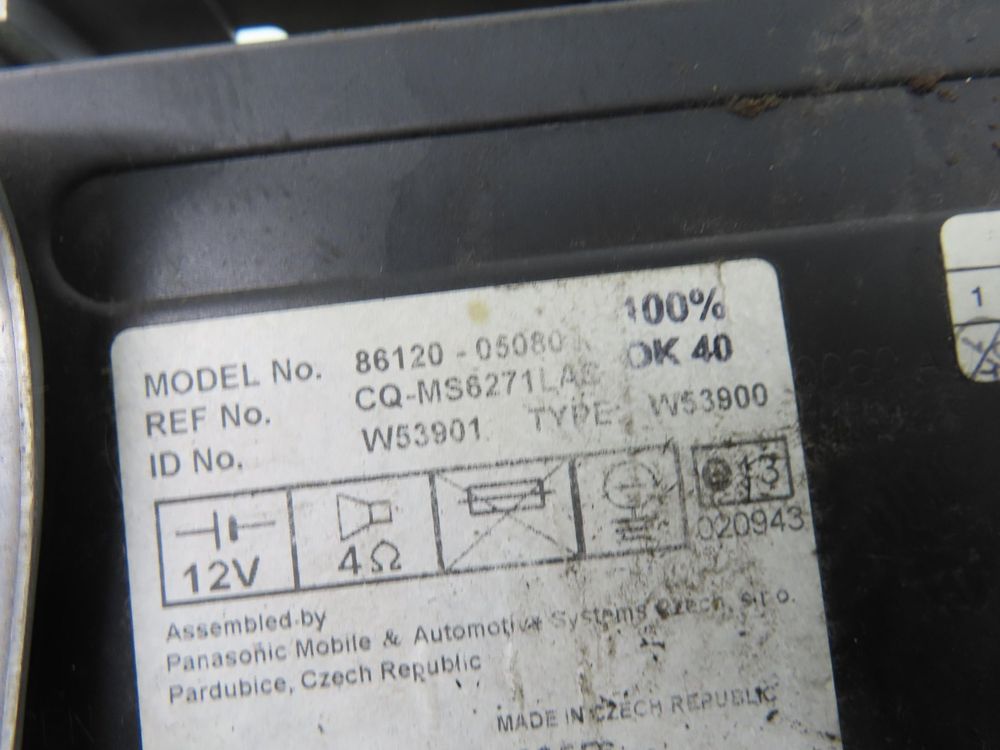 100%
MODEL No. 86120 - 05080 OK 40
REF No. CQ-MS6271LA
ID No. W53901 TYPE W53900
12V 4Ω 13
020943
Assembled by
Panasonic Mobile & Automotive Systems Czech, s.r.o.
Pardubice, Czech Republic
MADE IN CZECH REPUBLIC
1